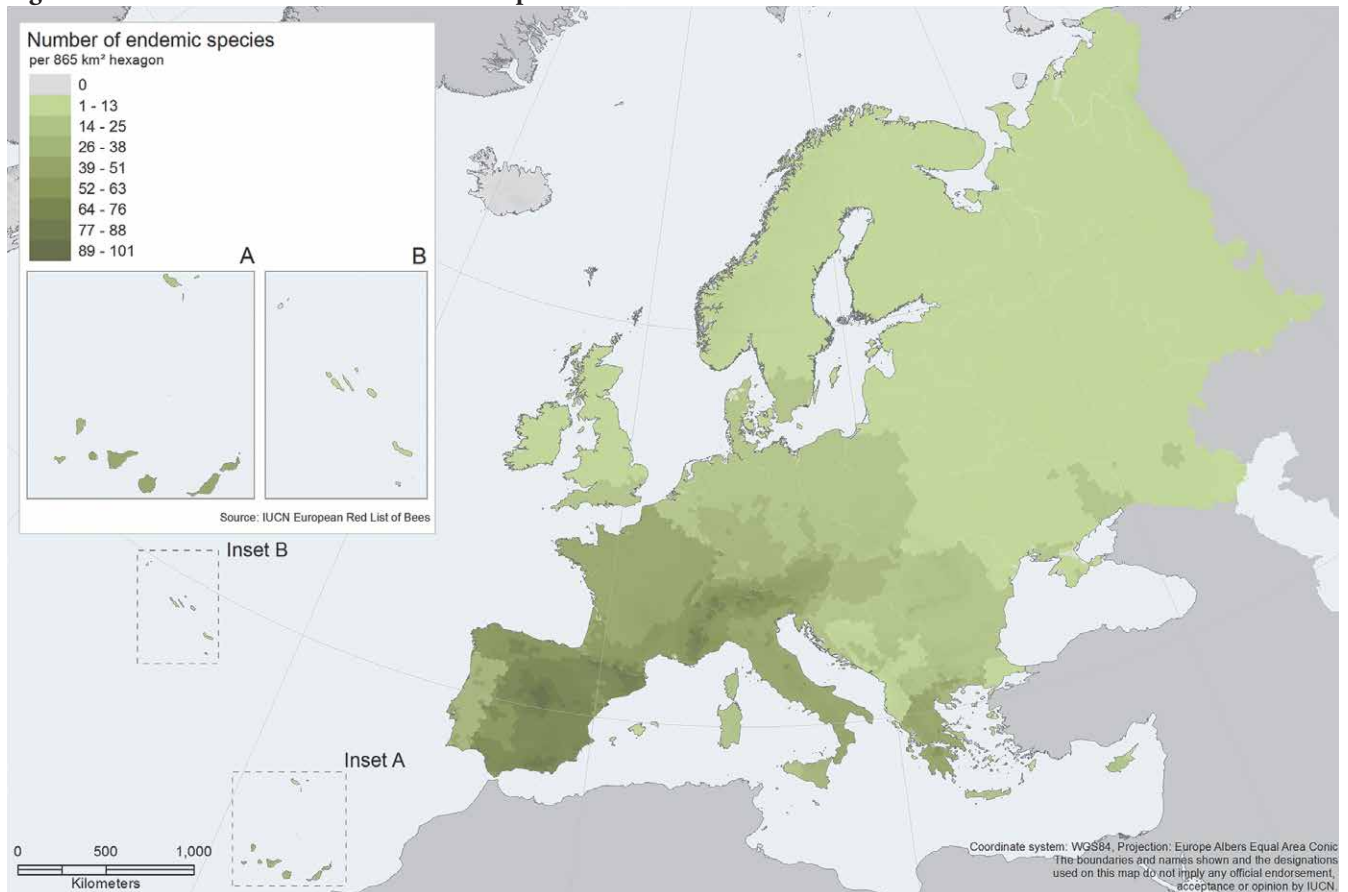 Number of endemic species
per 865 km² hexagon
0
1 - 13
14 - 25
26 - 38
39 - 51
52 - 63
64 - 76
77 - 88
89 - 101
A
B
Source: IUCN European Red List of Bees
Inset B
Inset A
0 500 1,000
Kilometers
Coordinate system: WGS84, Projection: Europe Albers Equal Area Conic
The boundaries and names shown and the designations
used on this map do not imply any official endorsement,
acceptance or opinion by IUCN.